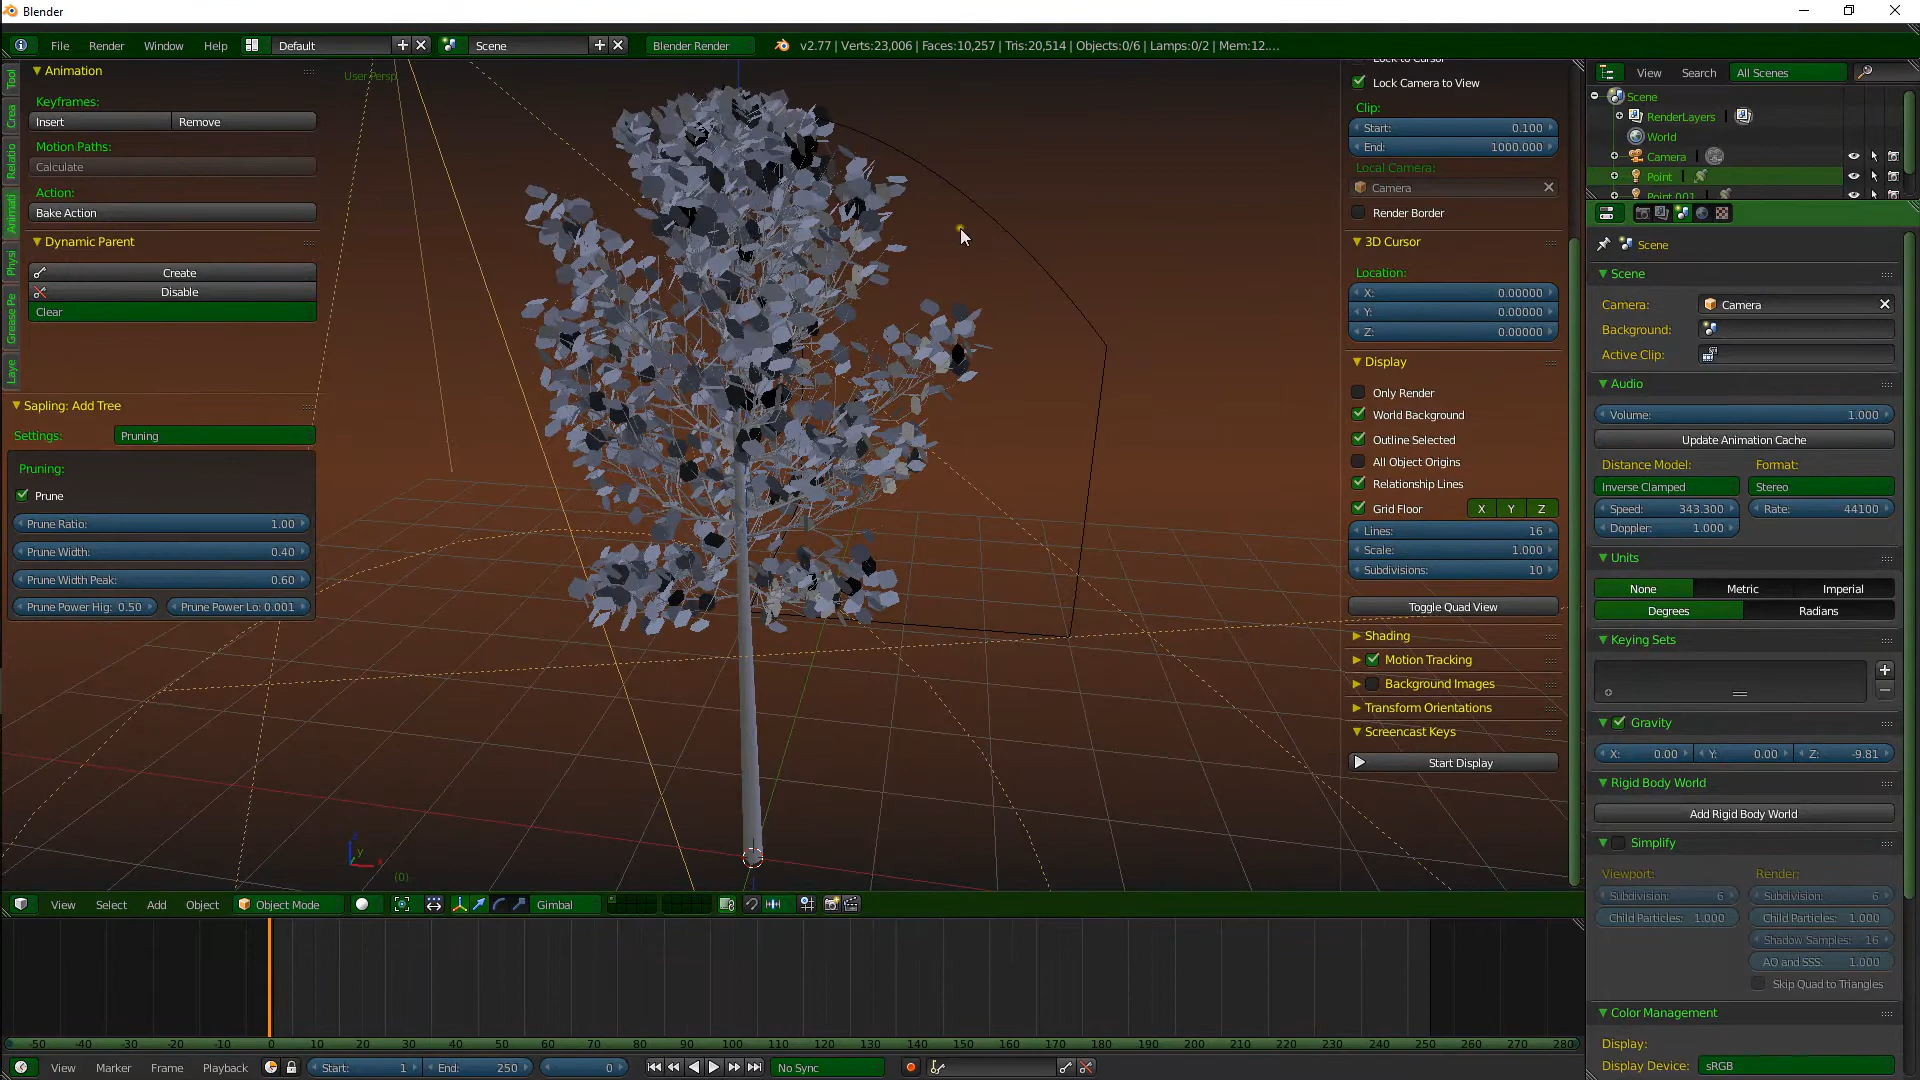 Blender
File Render Window Help Default Scene Blender Render v2.77 | Verts:23,006 | Faces:10,257 | Tris:20,514 | Objects:0/6 | Lamps:0/2 | Mem:12....
Tool
Crea
Relatio
Animati
Physi
Grease Pe
Laye
Animation
Keyframes:
Insert Remove
Motion Paths:
Calculate
Action:
Bake Action
Dynamic Parent
Create
Disable
Clear
Sapling: Add Tree
Settings: Pruning
Pruning:
Prune
Prune Ratio: 1.00
Prune Width: 0.40
Prune Width Peak: 0.60
Prune Power Hig: 0.50 Prune Power Lo: 0.001
User Persp
z
y
x
(0)
Lock to Cursor
Lock Camera to View
Clip:
Start: 0.100
End: 1000.000
Local Camera:
Camera
Render Border
3D Cursor
Location:
X: 0.00000
Y: 0.00000
Z: 0.00000
Display
Only Render
World Background
Outline Selected
All Object Origins
Relationship Lines
Grid Floor X Y Z
Lines: 16
Scale: 1.000
Subdivisions: 10
Toggle Quad View
Shading
Motion Tracking
Background Images
Transform Orientations
Screencast Keys
Start Display
View Search All Scenes
Scene
RenderLayers
World
Camera
Point
Point.001
Scene
Scene
Camera: Camera
Background:
Active Clip:
Audio
Volume: 1.000
Update Animation Cache
Distance Model: Format:
Inverse Clamped Stereo
Speed: 343.300 Rate: 44100
Doppler: 1.000
Units
None Metric Imperial
Degrees Radians
Keying Sets
Gravity
X: 0.00 Y: 0.00 Z: -9.81
Rigid Body World
Add Rigid Body World
Simplify
Viewport: Render:
Subdivision: 6 Subdivision: 6
Child Particles: 1.000 Child Particles: 1.000
Shadow Samples: 16
AO and SSS: 1.000
Skip Quad to Triangles
Color Management
Display:
Display Device: sRGB
View Select Add Object Object Mode Gimbal
-50 -40 -30 -20 -10 0 10 20 30 40 50 60 70 80 90 100 110 120 130 140 150 160 170 180 190 200 210 220 230 240 250 260 270 280
View Marker Frame Playback Start: 1 End: 250 0 No Sync